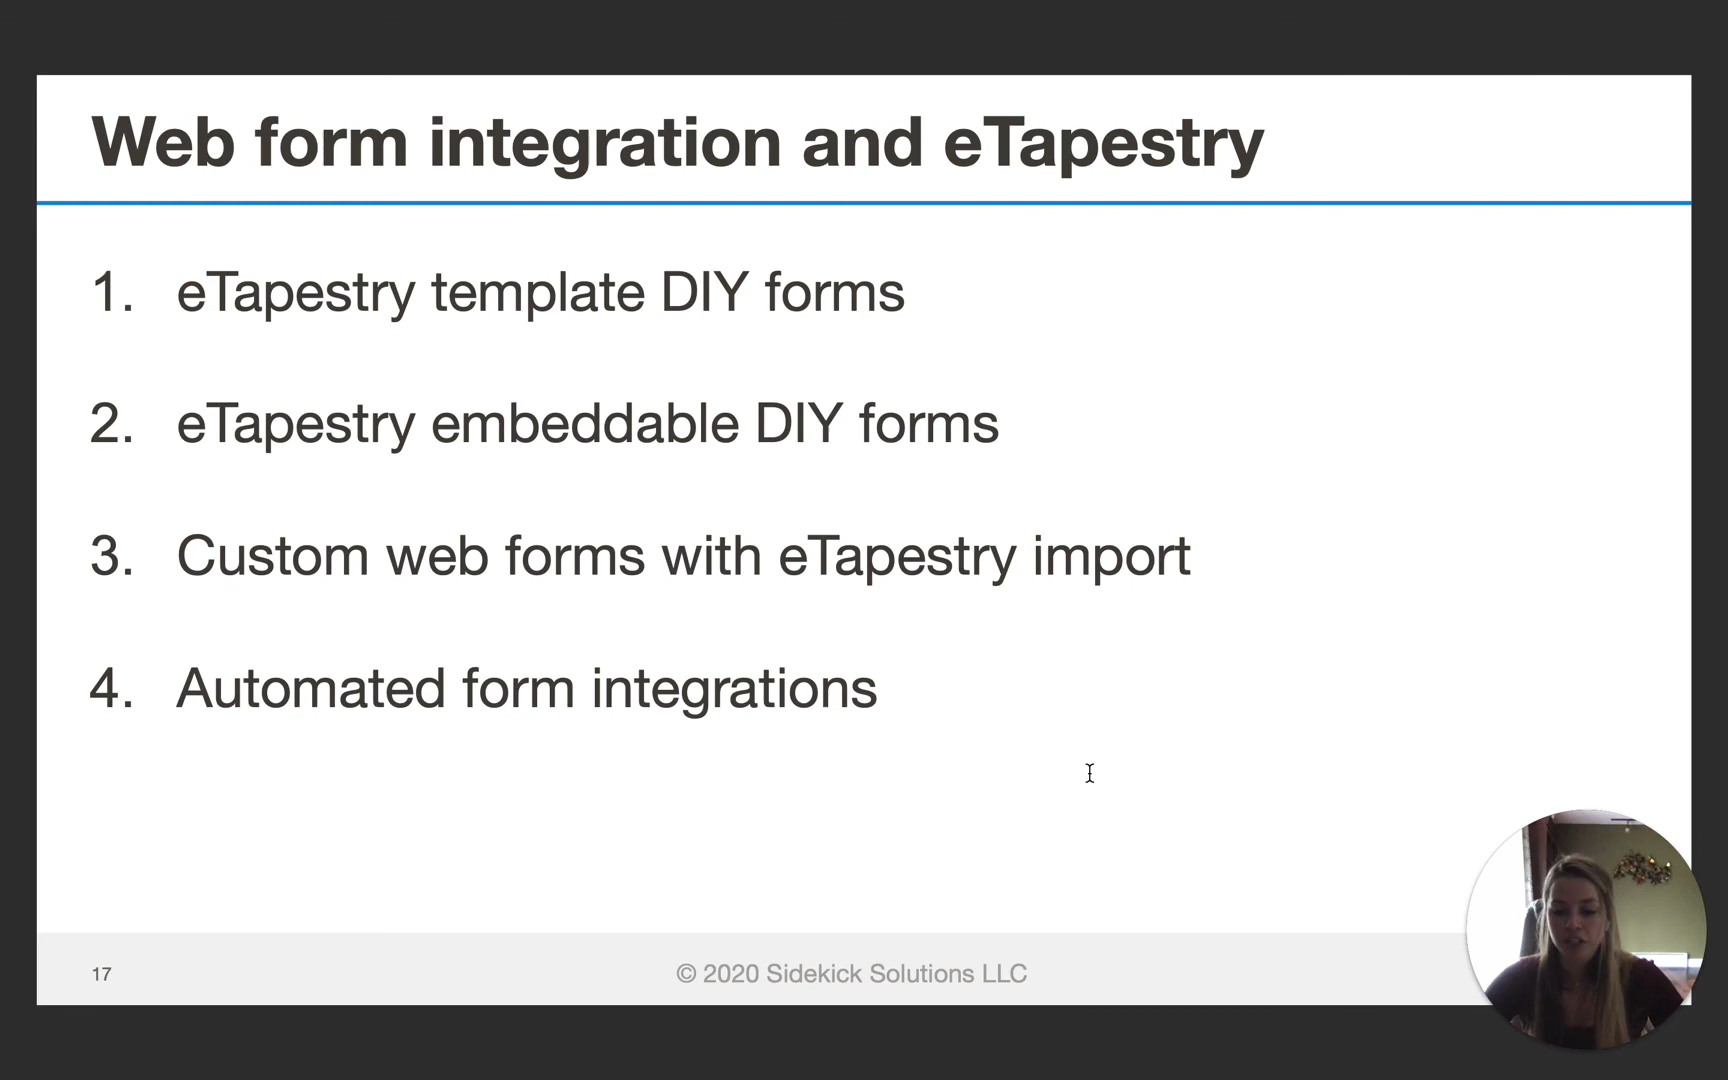 Web form integration and eTapestry
1. eTapestry template DIY forms
2. eTapestry embeddable DIY forms
3. Custom web forms with eTapestry import
4. Automated form integrations
17
© 2020 Sidekick Solutions LLC